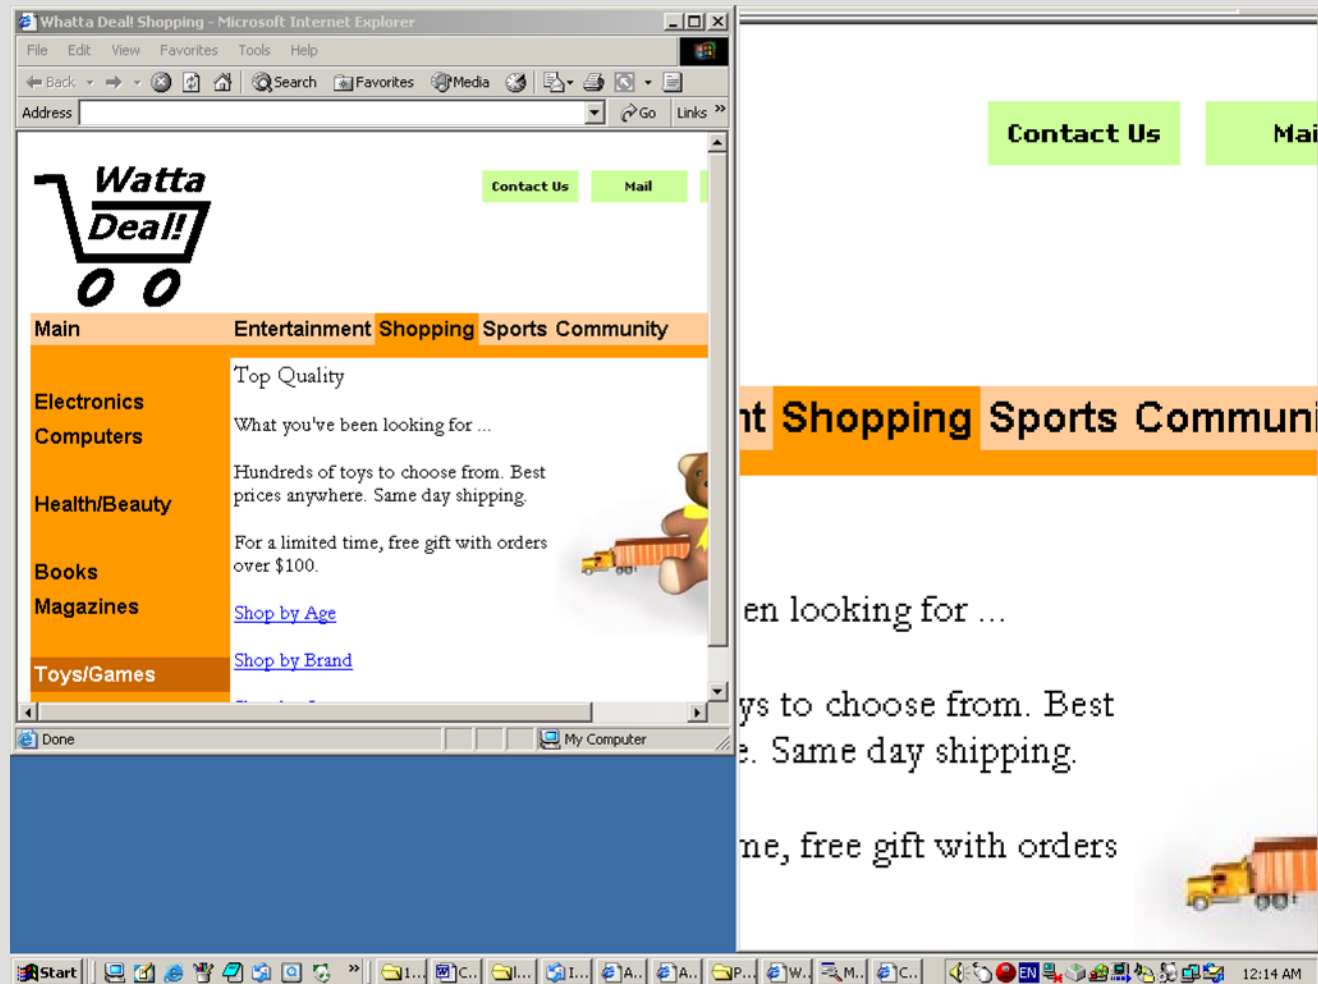 Whatta Deal! Shopping - Microsoft Internet Explorer
File Edit View Favorites Tools Help
Back Search Favorites Media
Address Go Links »
Watta
Deal!
Contact Us Mail
Main Entertainment Shopping Sports Community
Top Quality
Electronics
What you've been looking for ...
Computers
Hundreds of toys to choose from. Best
prices anywhere. Same day shipping.
Health/Beauty
For a limited time, free gift with orders
over $100.
Books
Magazines
Shop by Age
Shop by Brand
Toys/Games
Done My Computer
Contact Us Mai
nt Shopping Sports Communi
en looking for ...
ys to choose from. Best
e. Same day shipping.
me, free gift with orders
Start » 1... C... I... I... A.. A.. P... W.. M.. C... EN 12:14 AM